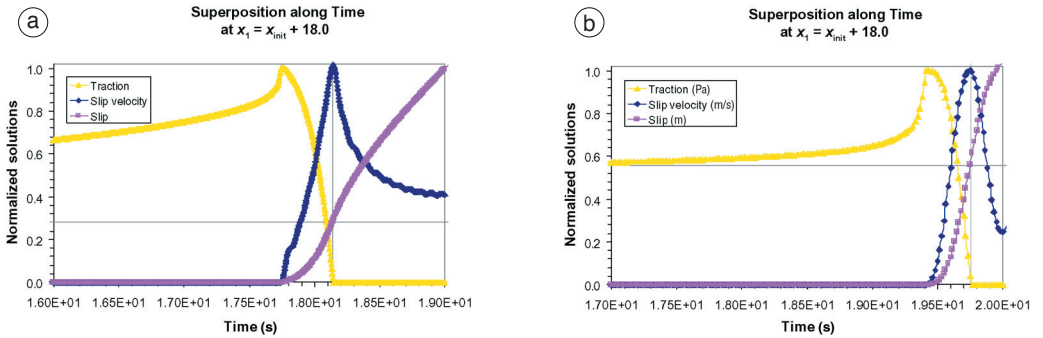 a
Superposition along Time
at x₁ = x_init + 18.0
Normalized solutions
1.0
0.8
0.6
0.4
0.2
0.0
Traction
Slip velocity
Slip
1.60E+01 1.65E+01 1.70E+01 1.75E+01 1.80E+01 1.85E+01 1.90E+01
Time (s)
b
Superposition along Time
at x₁ = x_init + 18.0
Normalized solutions
1.0
0.8
0.6
0.4
0.2
0.0
Traction (Pa)
Slip velocity (m/s)
Slip (m)
1.70E+01 1.75E+01 1.80E+01 1.85E+01 1.90E+01 1.95E+01 2.00E+01
Time (s)